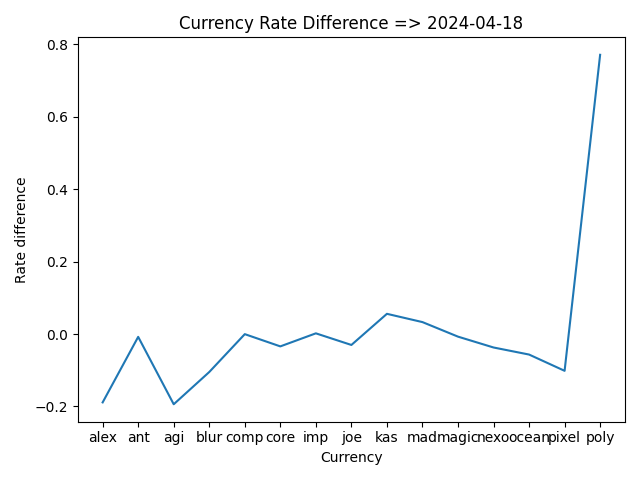 Currency Rate Difference => 2024-04-18
0.8
0.6
0.4
0.2
0.0
−0.2
Rate difference
alex ant agi blur comp core imp joe kas mad magic nexo ocean pixel poly
Currency